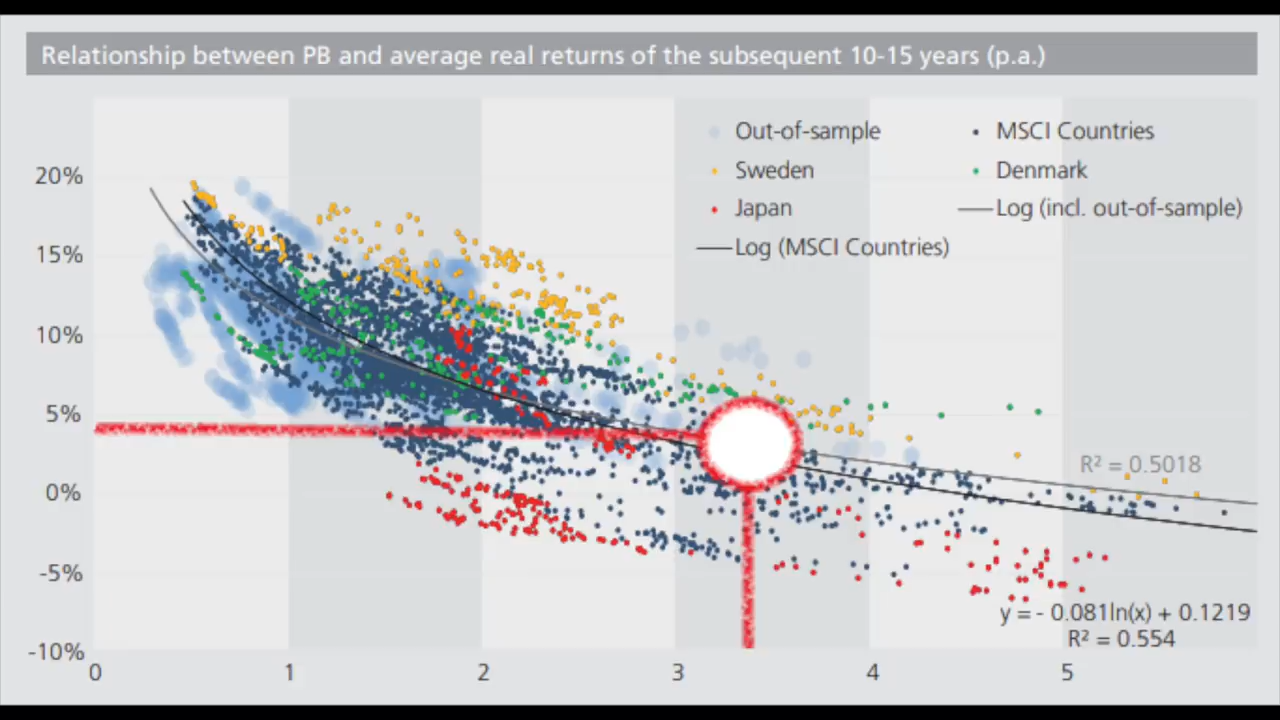 Relationship between PB and average real returns of the subsequent 10-15 years (p.a.)
Out-of-sample
MSCI Countries
Sweden
Denmark
Japan
Log (incl. out-of-sample)
Log (MSCI Countries)
20%
15%
10%
5%
0%
-5%
-10%
R² = 0.5018
y = - 0.081ln(x) + 0.1219
R² = 0.554
0 1 2 3 4 5